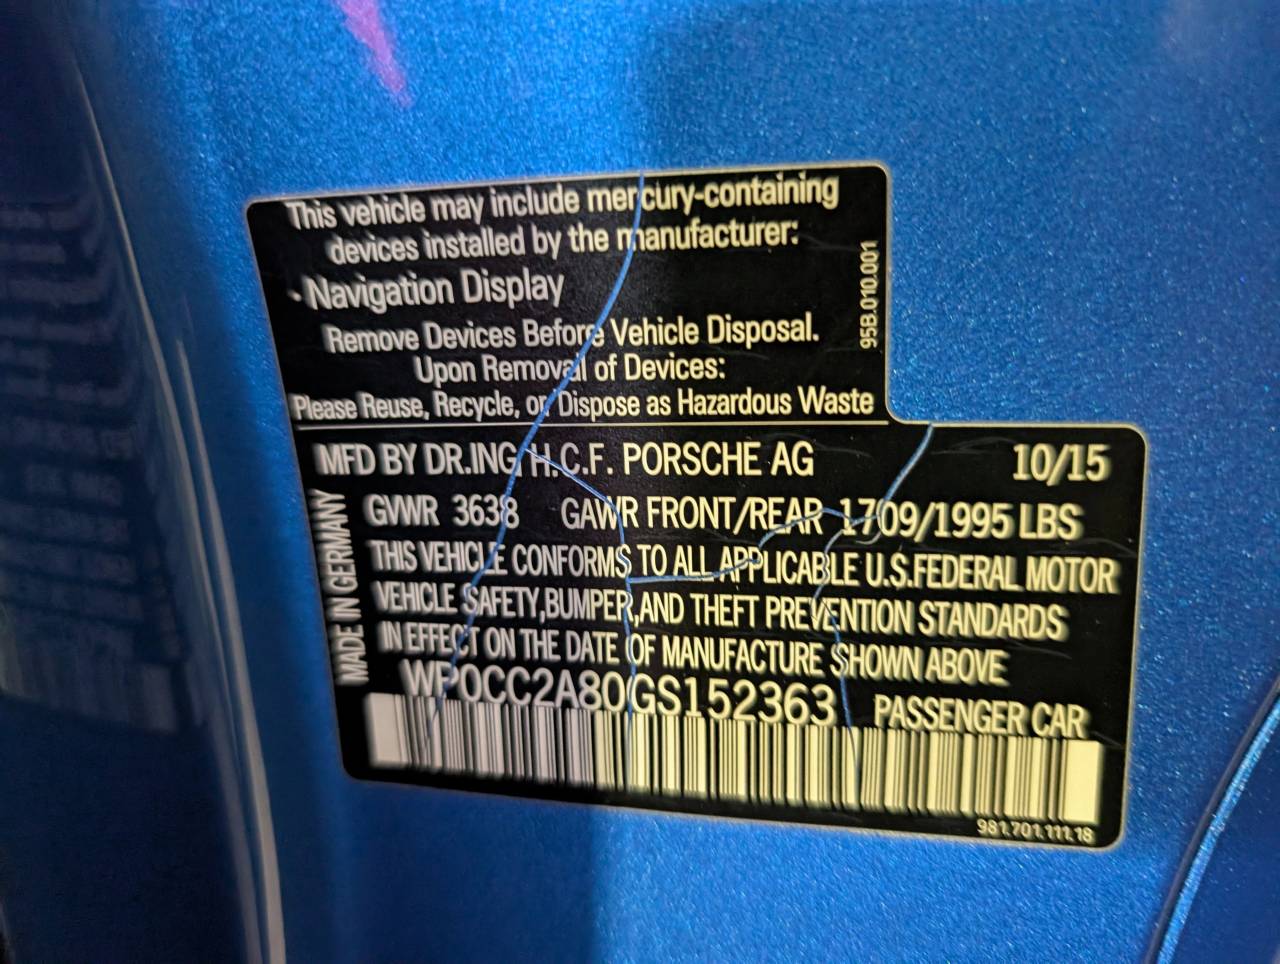 This vehicle may include mercury-containing
devices installed by the manufacturer:
- Navigation Display
Remove Devices Before Vehicle Disposal.
Upon Removal of Devices:
Please Reuse, Recycle, or Dispose as Hazardous Waste
95B.010.001
MFD BY DR.ING.H.C.F. PORSCHE AG 10/15
GVWR 3638 GAWR FRONT/REAR 1709/1995 LBS
THIS VEHICLE CONFORMS TO ALL APPLICABLE U.S.FEDERAL MOTOR
VEHICLE SAFETY,BUMPER,AND THEFT PREVENTION STANDARDS
IN EFFECT ON THE DATE OF MANUFACTURE SHOWN ABOVE
WP0CC2A80GS152363 PASSENGER CAR
MADE IN GERMANY
981.701.111.18